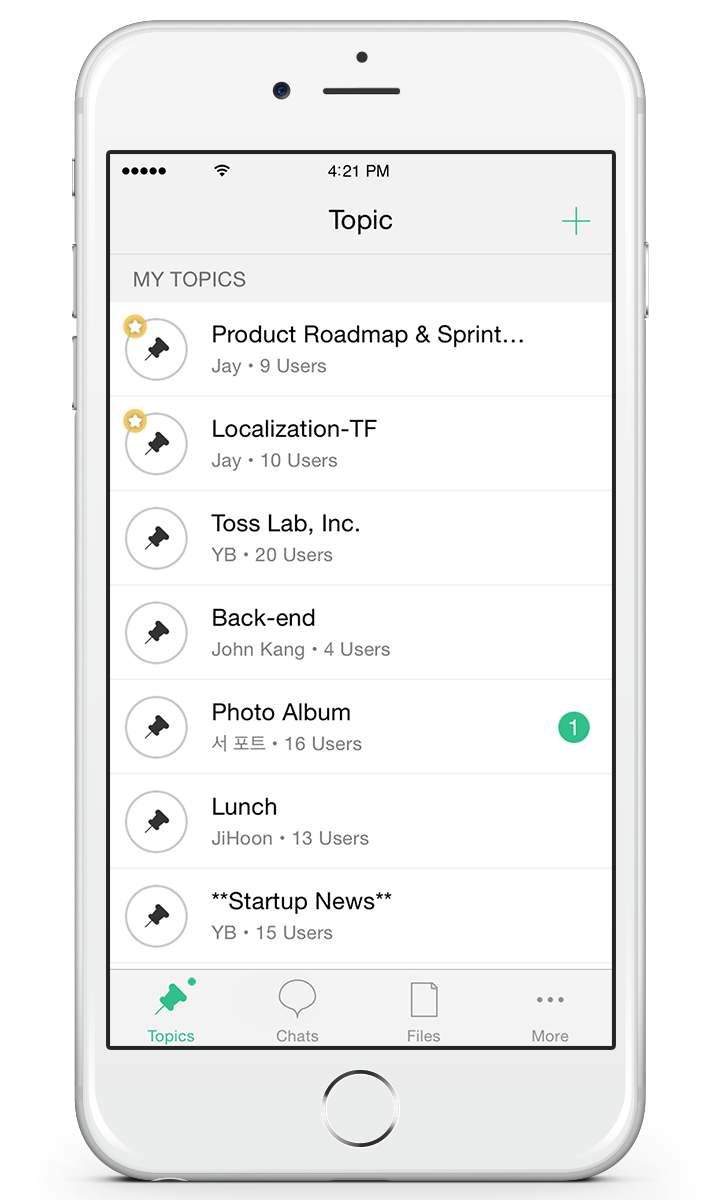 4:21 PM
Topic
MY TOPICS
Product Roadmap & Sprint...
Jay • 9 Users
Localization-TF
Jay • 10 Users
Toss Lab, Inc.
YB • 20 Users
Back-end
John Kang • 4 Users
Photo Album
서 포트 • 16 Users
1
Lunch
JiHoon • 13 Users
**Startup News**
YB • 15 Users
Topics
Chats
Files
More